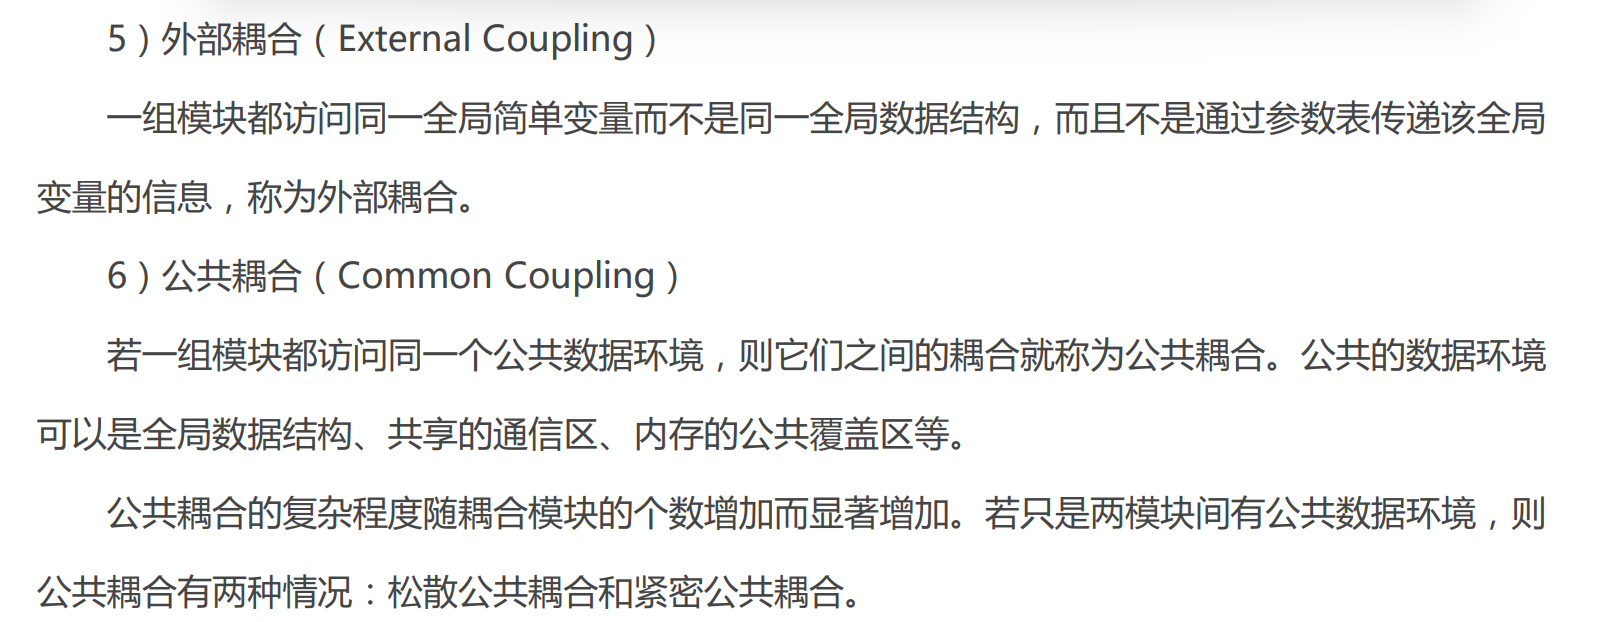 5）外部耦合（External Coupling）
一组模块都访问同一全局简单变量而不是同一全局数据结构，而且不是通过参数表传递该全局
变量的信息，称为外部耦合。
6）公共耦合（Common Coupling）
若一组模块都访问同一个公共数据环境，则它们之间的耦合就称为公共耦合。公共的数据环境
可以是全局数据结构、共享的通信区、内存的公共覆盖区等。
公共耦合的复杂程度随耦合模块的个数增加而显著增加。若只是两模块间有公共数据环境，则
公共耦合有两种情况：松散公共耦合和紧密公共耦合。